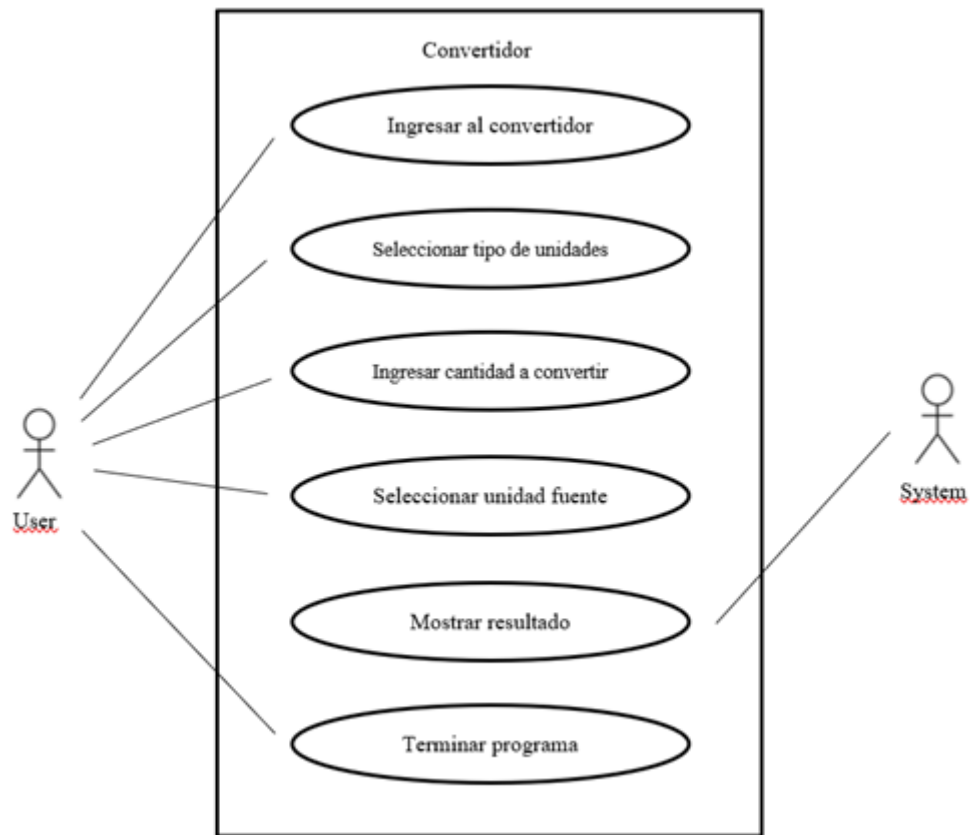 Convertidor
Ingresar al convertidor
Seleccionar tipo de unidades
Ingresar cantidad a convertir
Seleccionar unidad fuente
Mostrar resultado
Terminar programa
User
System